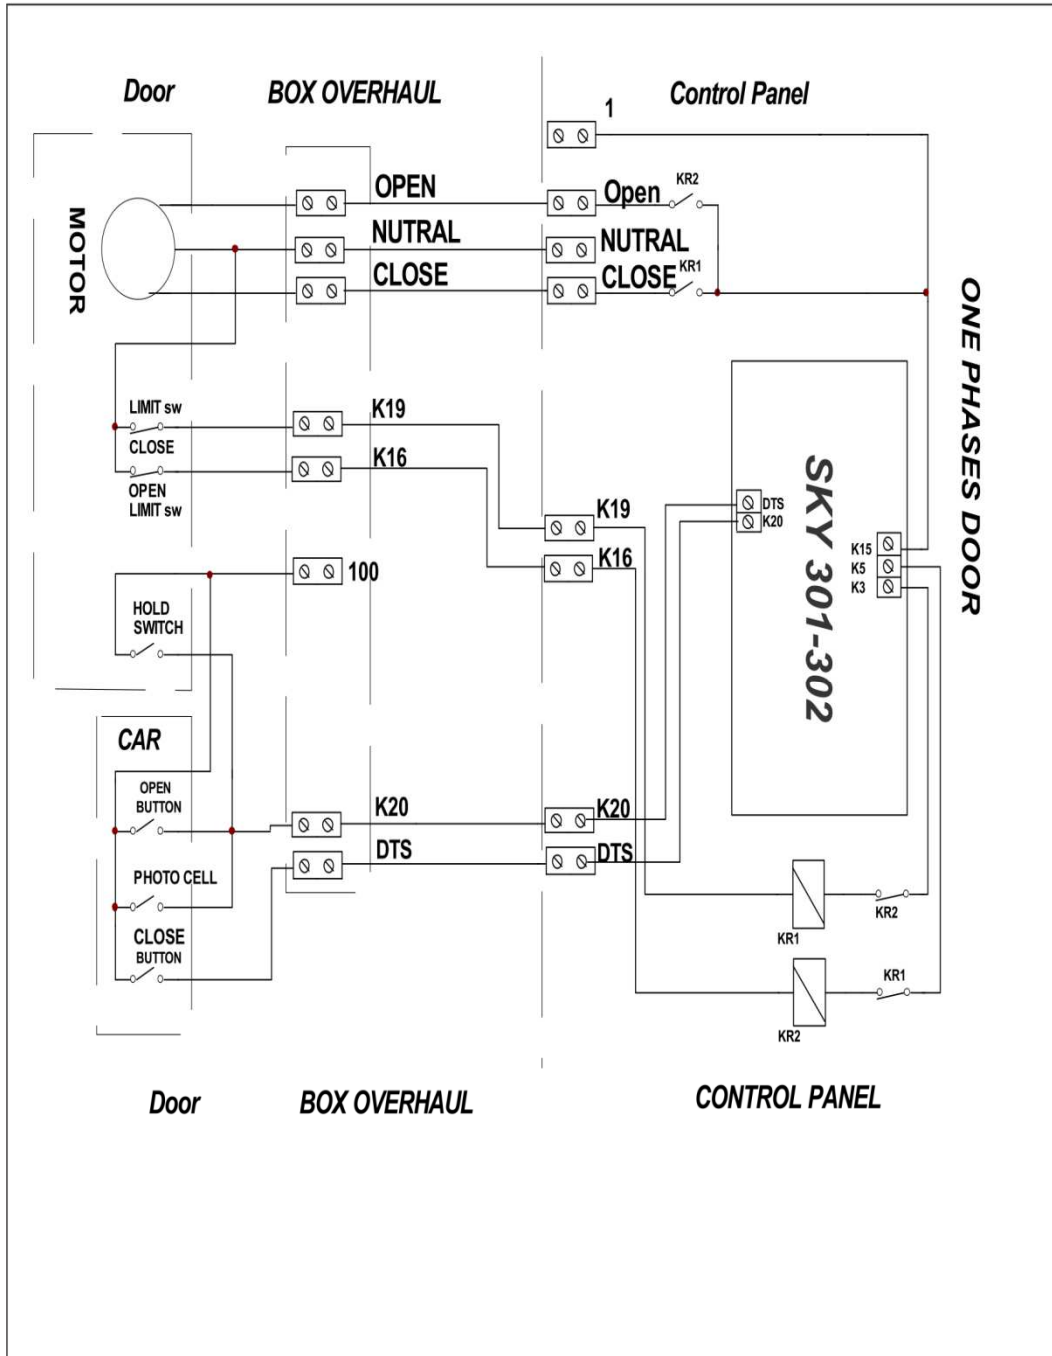 Door
BOX OVERHAUL
Control Panel
1
MOTOR
OPEN
Open
KR2
NUTRAL
NUTRAL
CLOSE
CLOSE
KR1
ONE PHASES DOOR
LIMIT sw
CLOSE
OPEN
LIMIT sw
K19
K16
K19
K16
SKY 301-302
DTS
K20
K15
K5
K3
100
HOLD
SWITCH
CAR
OPEN
BUTTON
PHOTO CELL
CLOSE
BUTTON
K20
DTS
K20
DTS
KR1
KR2
KR2
KR1
Door
BOX OVERHAUL
CONTROL PANEL